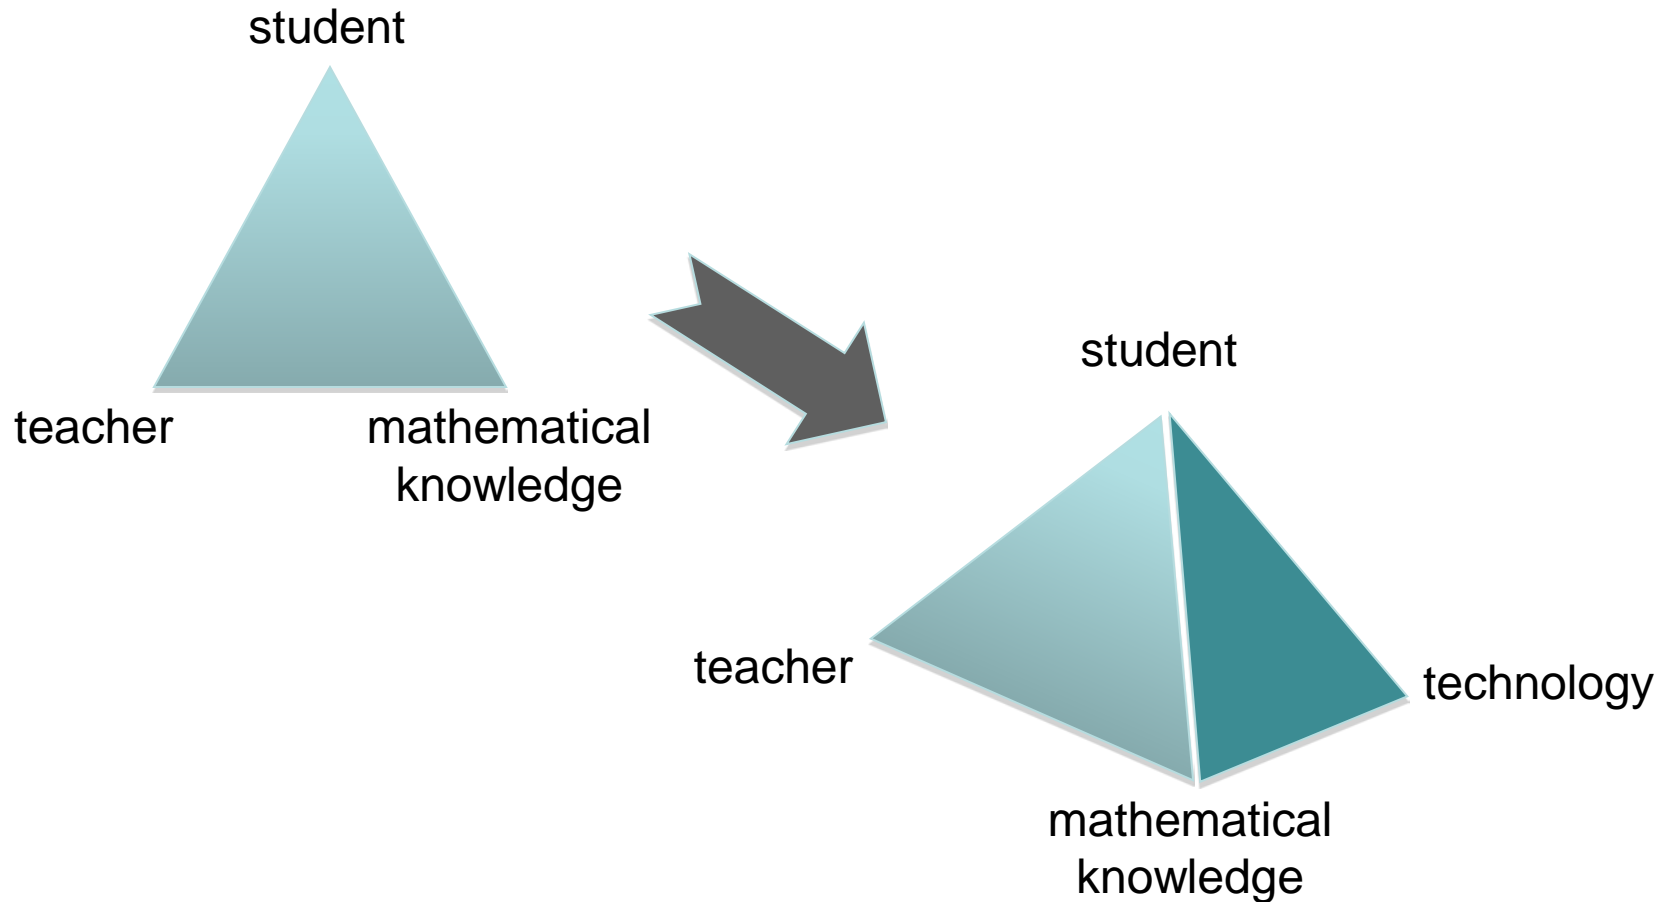 student
teacher
mathematical
knowledge
student
teacher
technology
mathematical
knowledge